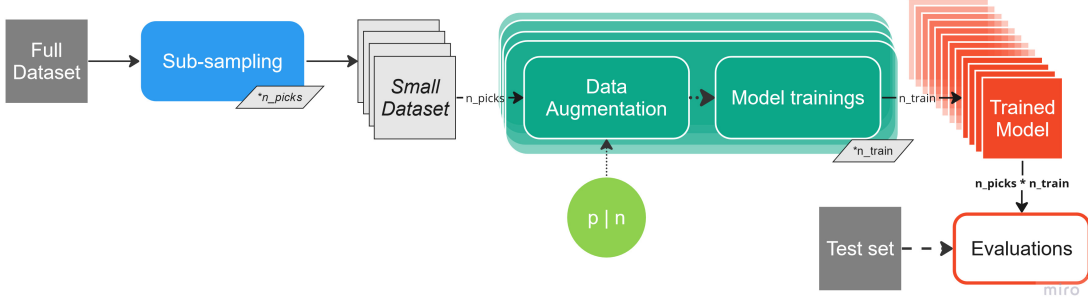 Full
Dataset
Sub-sampling
*n_picks
Small
Dataset
n_picks
Data
Augmentation
Model trainings
*n_train
n_train
Trained
Model
p | n
n_picks * n_train
Test set
Evaluations
miro